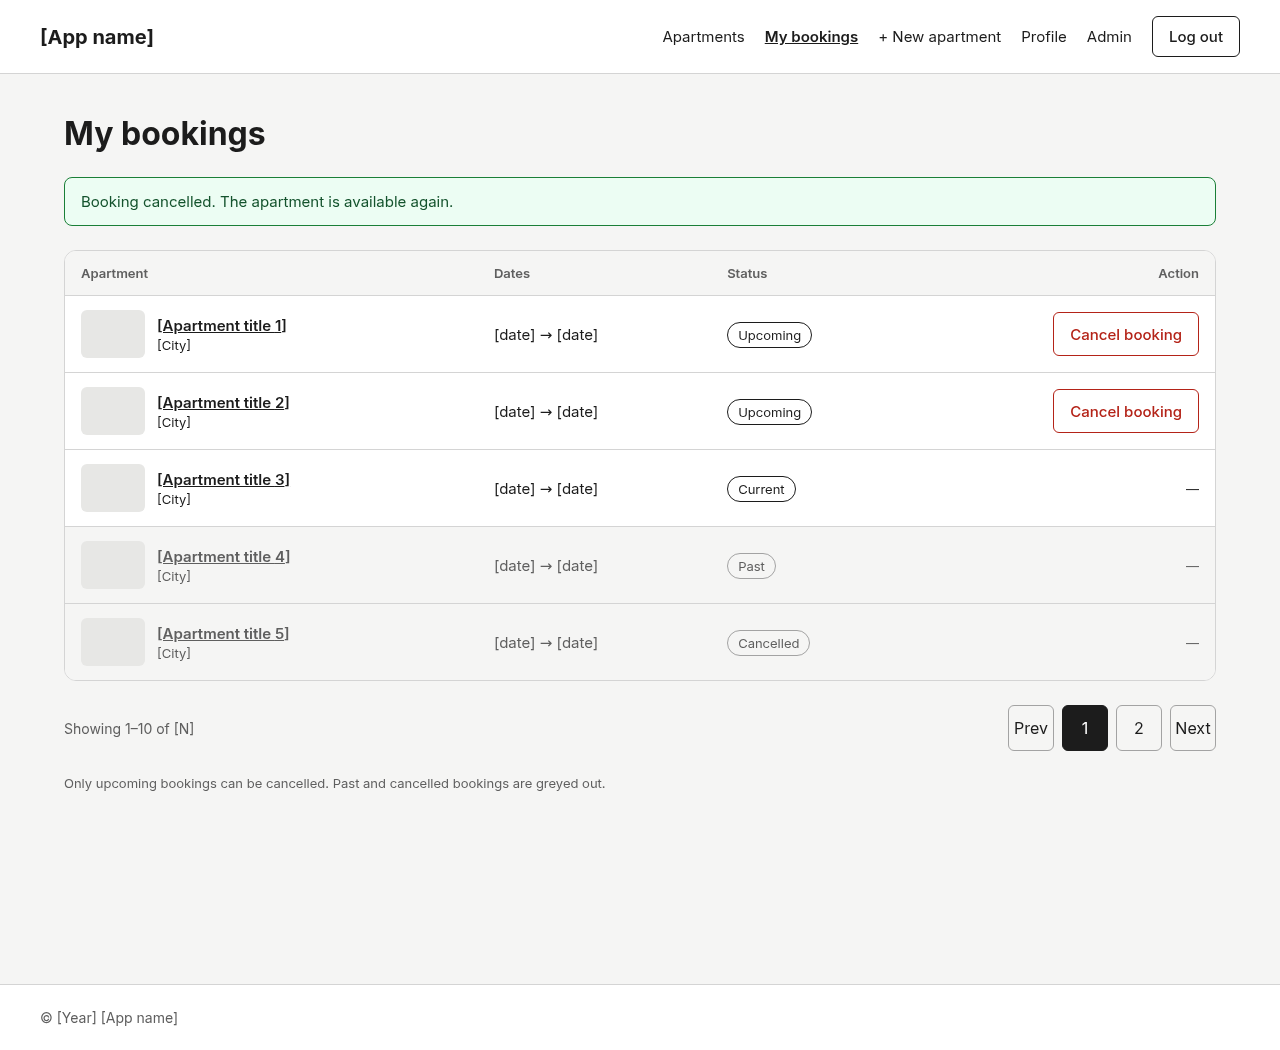 [App name]
Apartments My bookings + New apartment Profile Admin Log out
My bookings
Booking cancelled. The apartment is available again.
Apartment Dates Status Action
[Apartment title 1]
[City]
[date] → [date] Upcoming Cancel booking
[Apartment title 2]
[City]
[date] → [date] Upcoming Cancel booking
[Apartment title 3]
[City]
[date] → [date] Current —
[Apartment title 4]
[City]
[date] → [date] Past —
[Apartment title 5]
[City]
[date] → [date] Cancelled —
Showing 1–10 of [N]
Prev 1 2 Next
Only upcoming bookings can be cancelled. Past and cancelled bookings are greyed out.
© [Year] [App name]